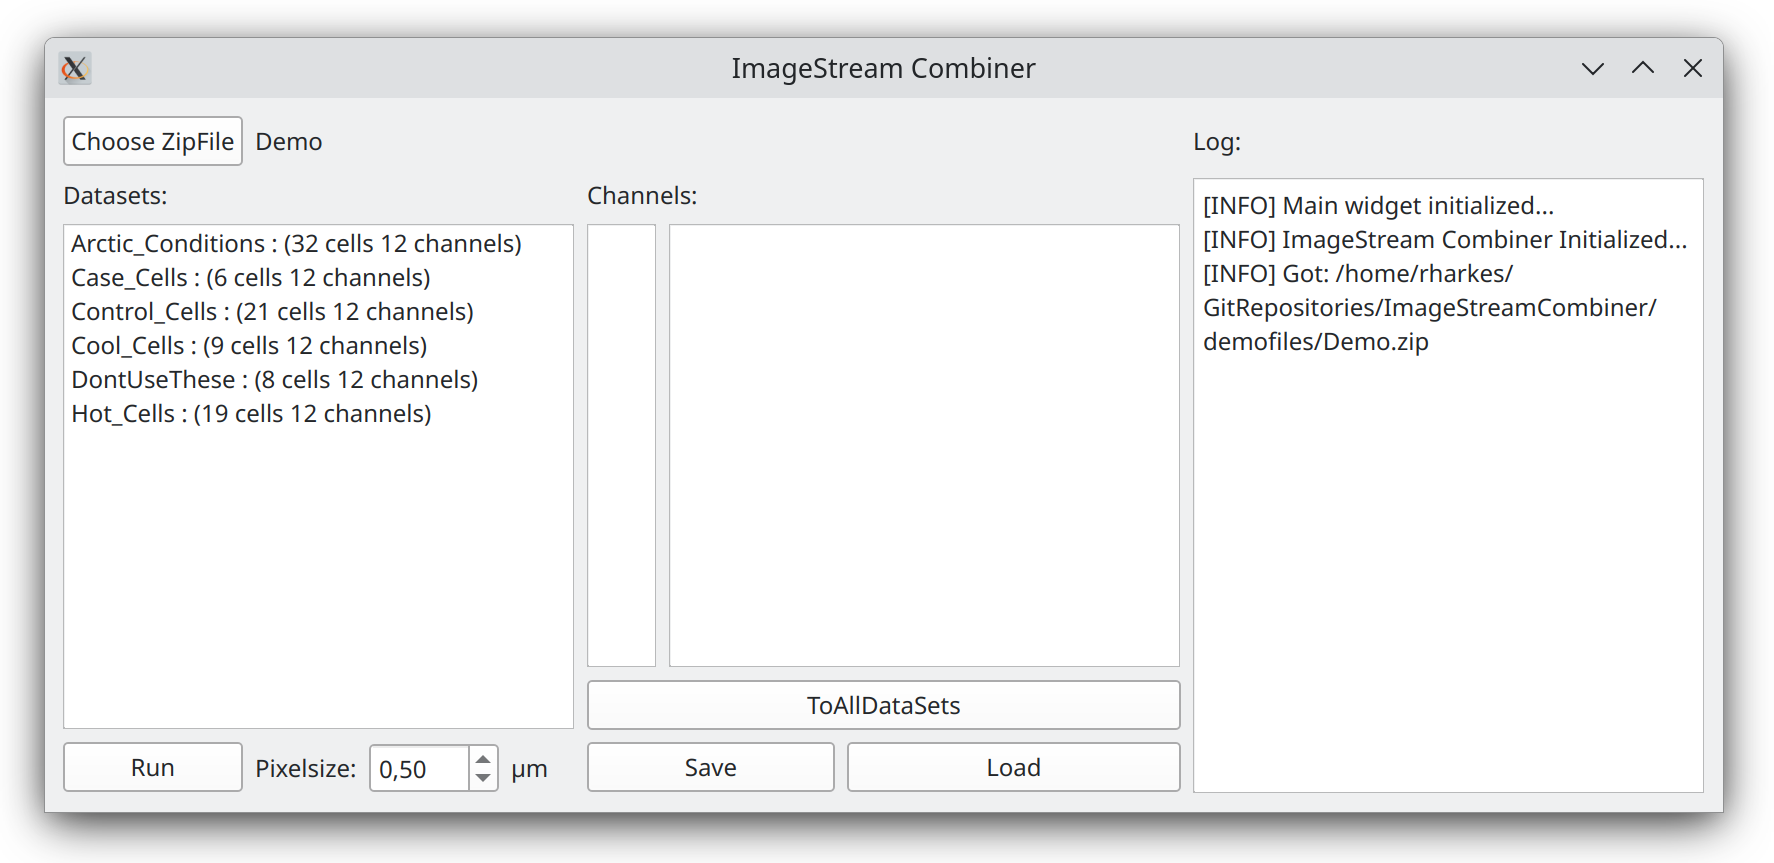 ImageStream Combiner
Choose ZipFile Demo
Datasets:
Arctic_Conditions : (32 cells 12 channels)
Case_Cells : (6 cells 12 channels)
Control_Cells : (21 cells 12 channels)
Cool_Cells : (9 cells 12 channels)
DontUseThese : (8 cells 12 channels)
Hot_Cells : (19 cells 12 channels)
Run Pixelsize: 0,50 µm
Channels:
ToAllDataSets
Save Load
Log:
[INFO] Main widget initialized...
[INFO] ImageStream Combiner Initialized...
[INFO] Got: /home/rharkes/
GitRepositories/ImageStreamCombiner/
demofiles/Demo.zip